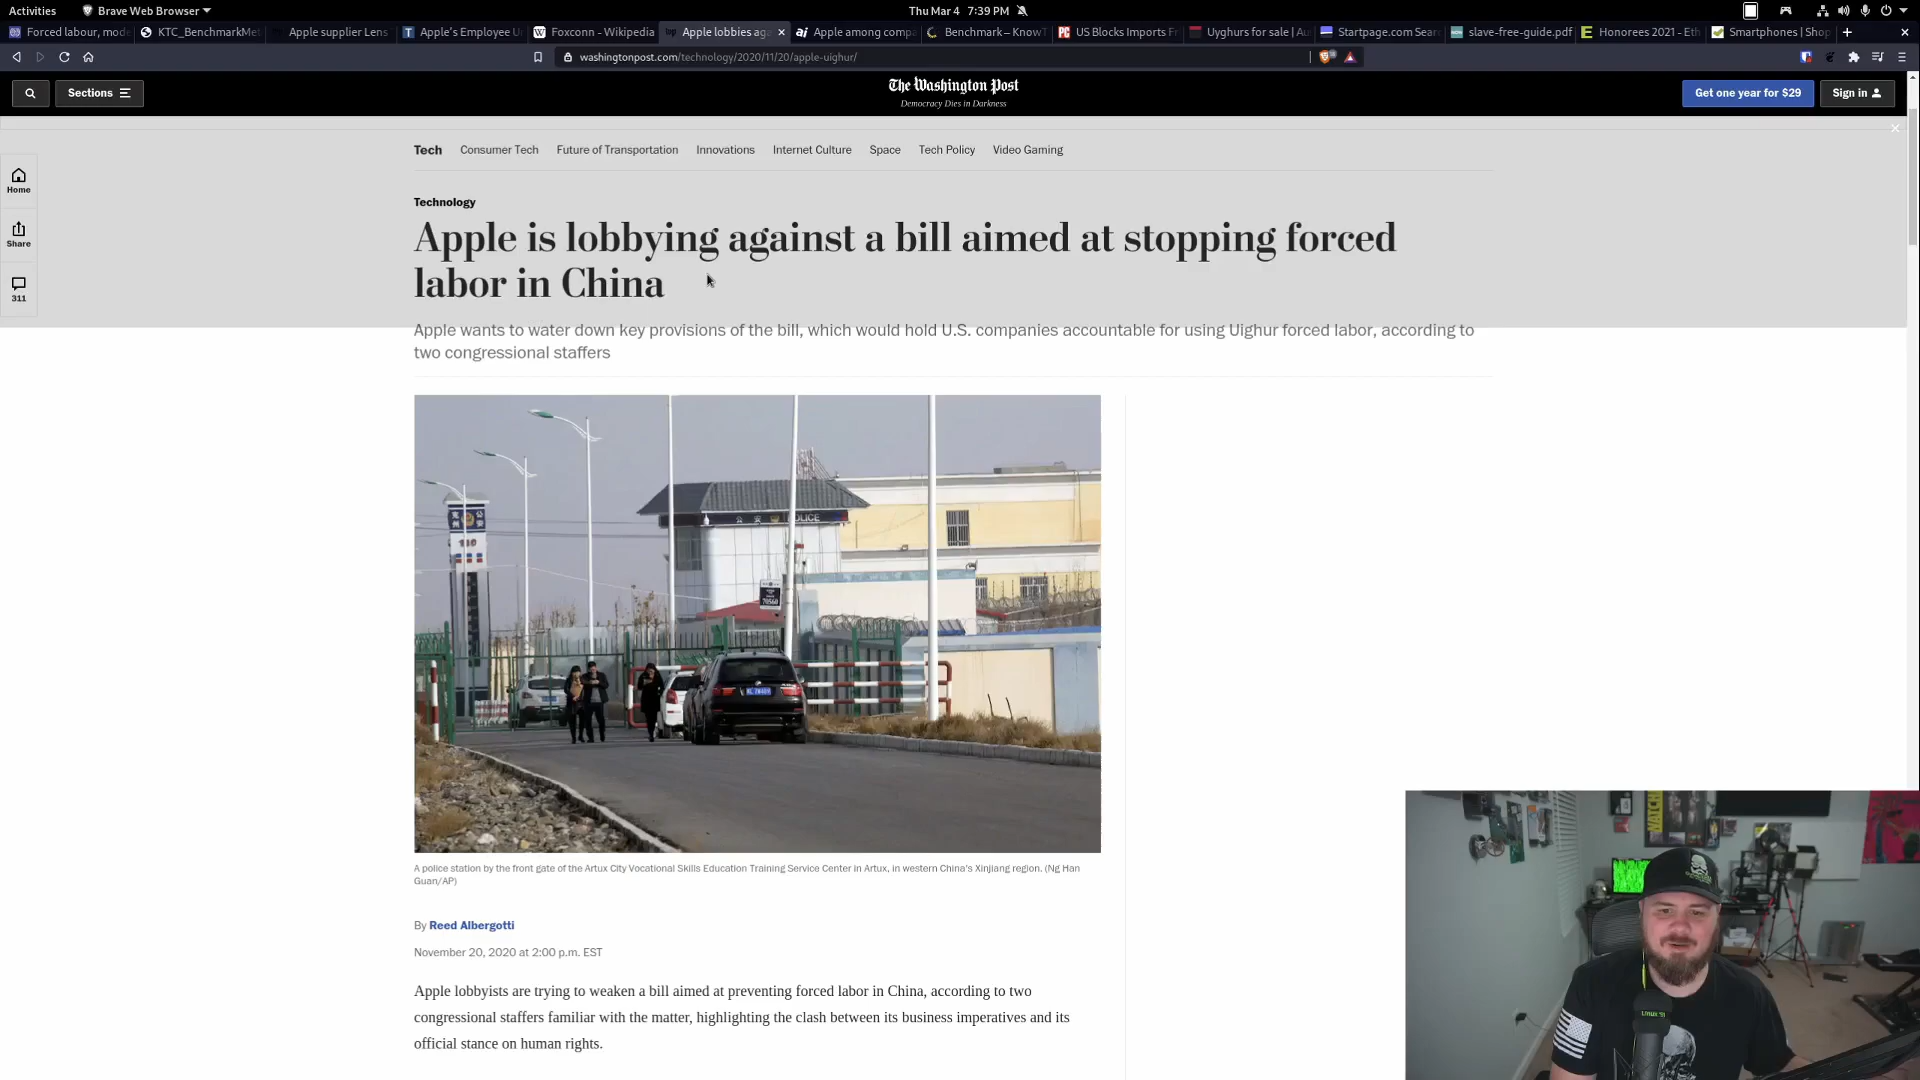 Activities
Brave Web Browser
Thu Mar 4 7:39 PM
Forced labour, mode
KTC_BenchmarkMet
Apple supplier Lens
Apple's Employee U
Foxconn - Wikipedia
Apple lobbies aga
Apple among compa
Benchmark – KnowT
US Blocks Imports F
Uyghurs for sale | Au
Startpage.com Sear
slave-free-guide.pdf
Honorees 2021 - Eth
Smartphones | Shop
washingtonpost.com/technology/2020/11/20/apple-uighur/
Sections
The Washington Post
Democracy Dies in Darkness
Get one year for $29
Sign in
Home
Share
311
Tech
Consumer Tech
Future of Transportation
Innovations
Internet Culture
Space
Tech Policy
Video Gaming
Technology
Apple is lobbying against a bill aimed at stopping forced
labor in China
Apple wants to water down key provisions of the bill, which would hold U.S. companies accountable for using Uighur forced labor, according to
two congressional staffers
公 安
POLICE
A police station by the front gate of the Artux City Vocational Skills Education Training Service Center in Artux, in western China's Xinjiang region. (Ng Han
Guan/AP)
By Reed Albergotti
November 20, 2020 at 2:00 p.m. EST
Apple lobbyists are trying to weaken a bill aimed at preventing forced labor in China, according to two
congressional staffers familiar with the matter, highlighting the clash between its business imperatives and its
official stance on human rights.